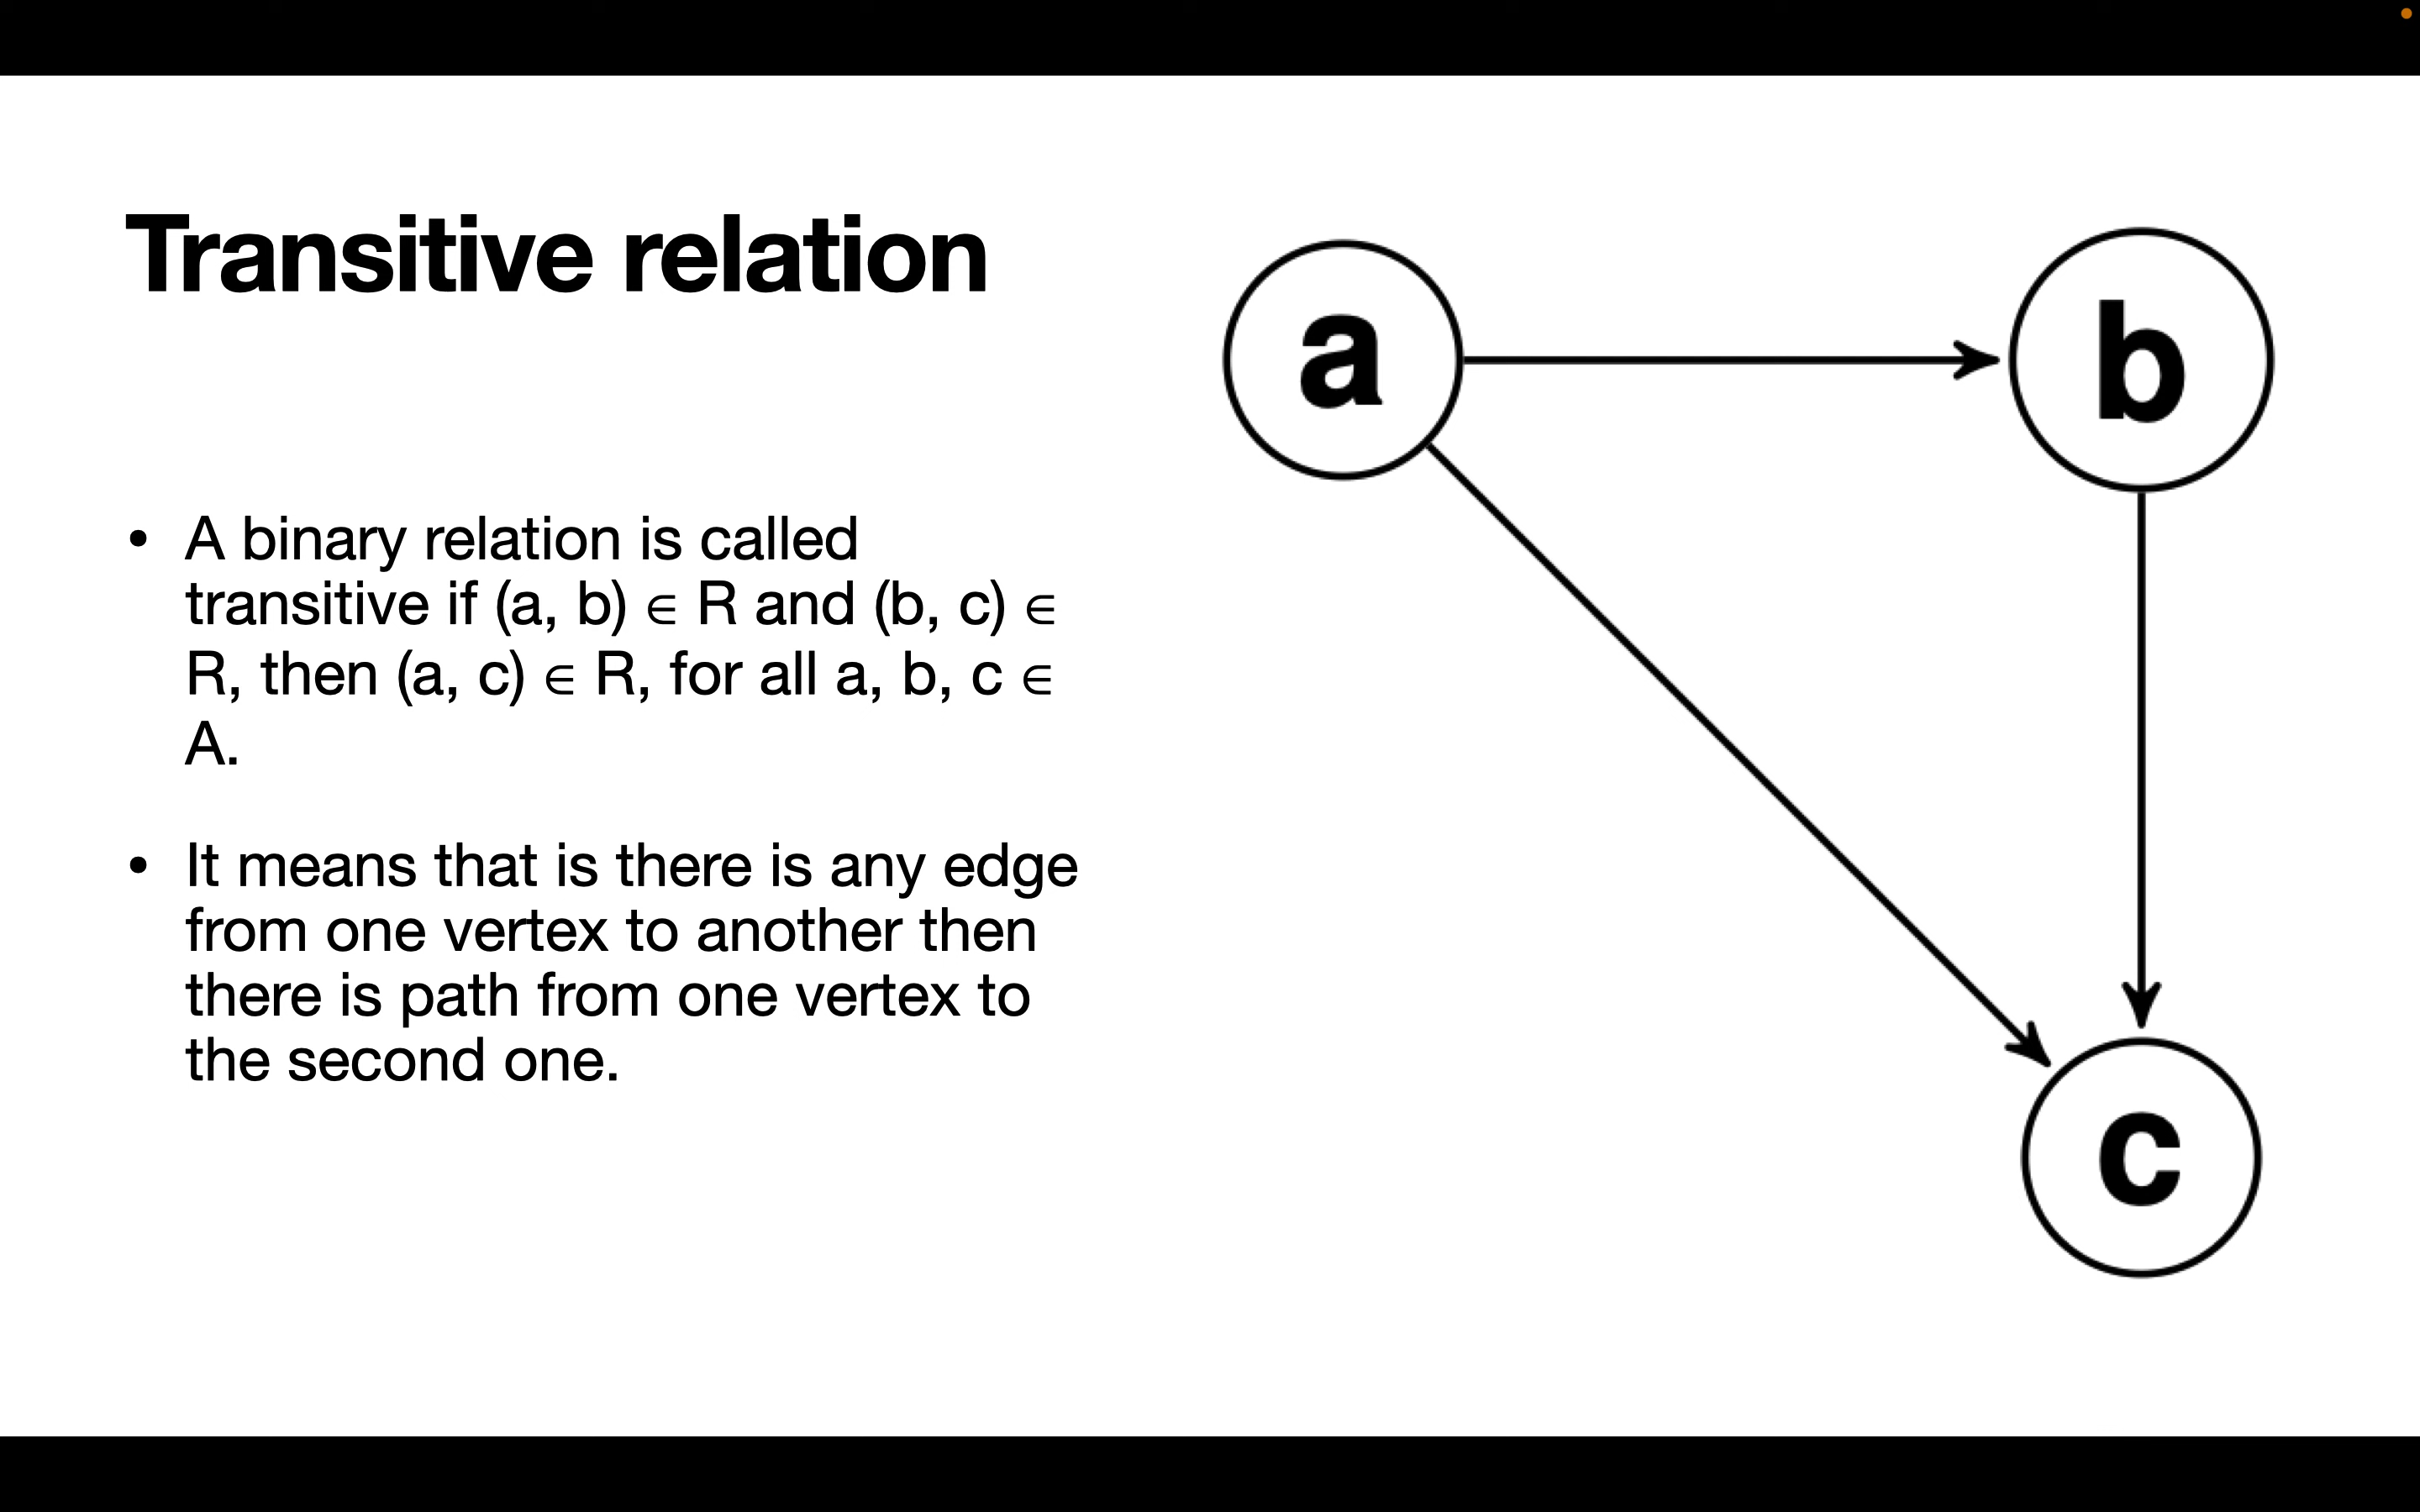 Transitive relation
• A binary relation is called
transitive if (a, b) ∈ R and (b, c) ∈
R, then (a, c) ∈ R, for all a, b, c ∈
A.
• It means that is there is any edge
from one vertex to another then
there is path from one vertex to
the second one.
a
b
c